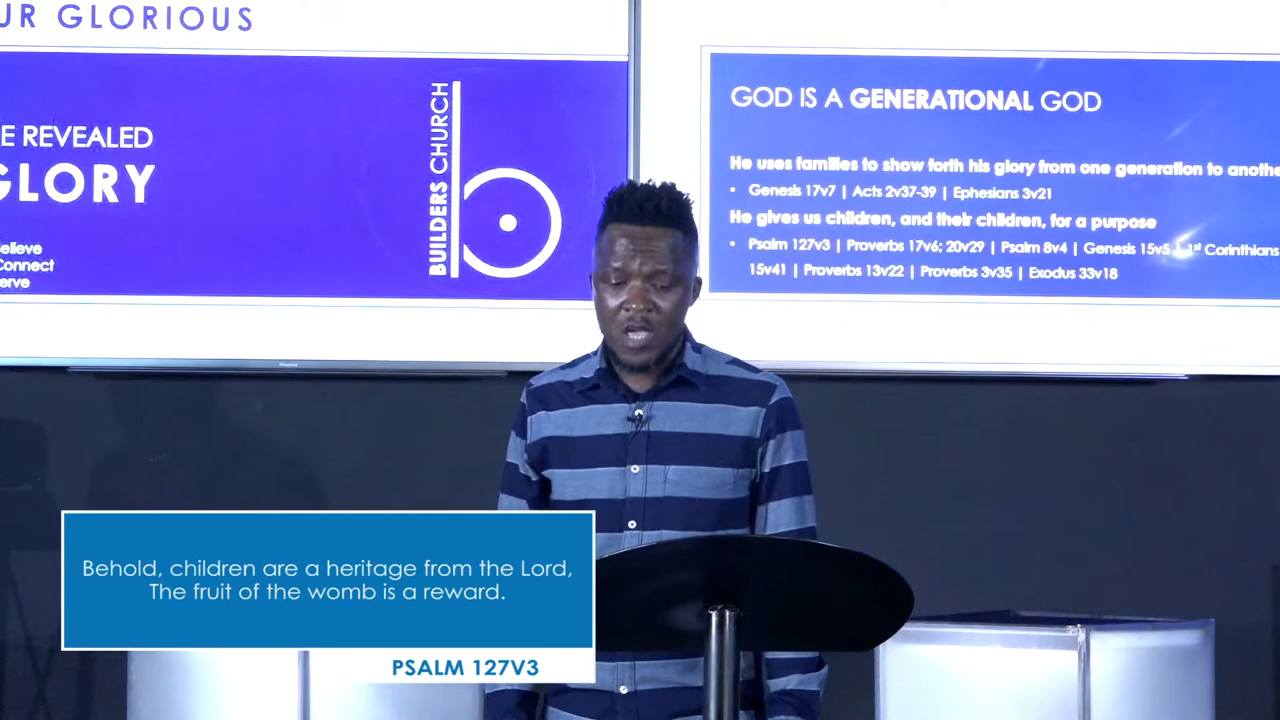 UR GLORIOUS
E REVEALED
GLORY
elieve
Connect
erve
BUILDERS CHURCH
GOD IS A GENERATIONAL GOD
He uses families to show forth his glory from one generation to anothe
• Genesis 17v7 | Acts 2v37-39 | Ephesians 3v21
He gives us children, and their children, for a purpose
• Psalm 127v3 | Proverbs 17v6; 20v29 | Psalm 8v4 | Genesis 15v5 | 1st Corinthians
15v41 | Proverbs 13v22 | Proverbs 3v35 | Exodus 33v18
Behold, children are a heritage from the Lord,
The fruit of the womb is a reward.
PSALM 127V3